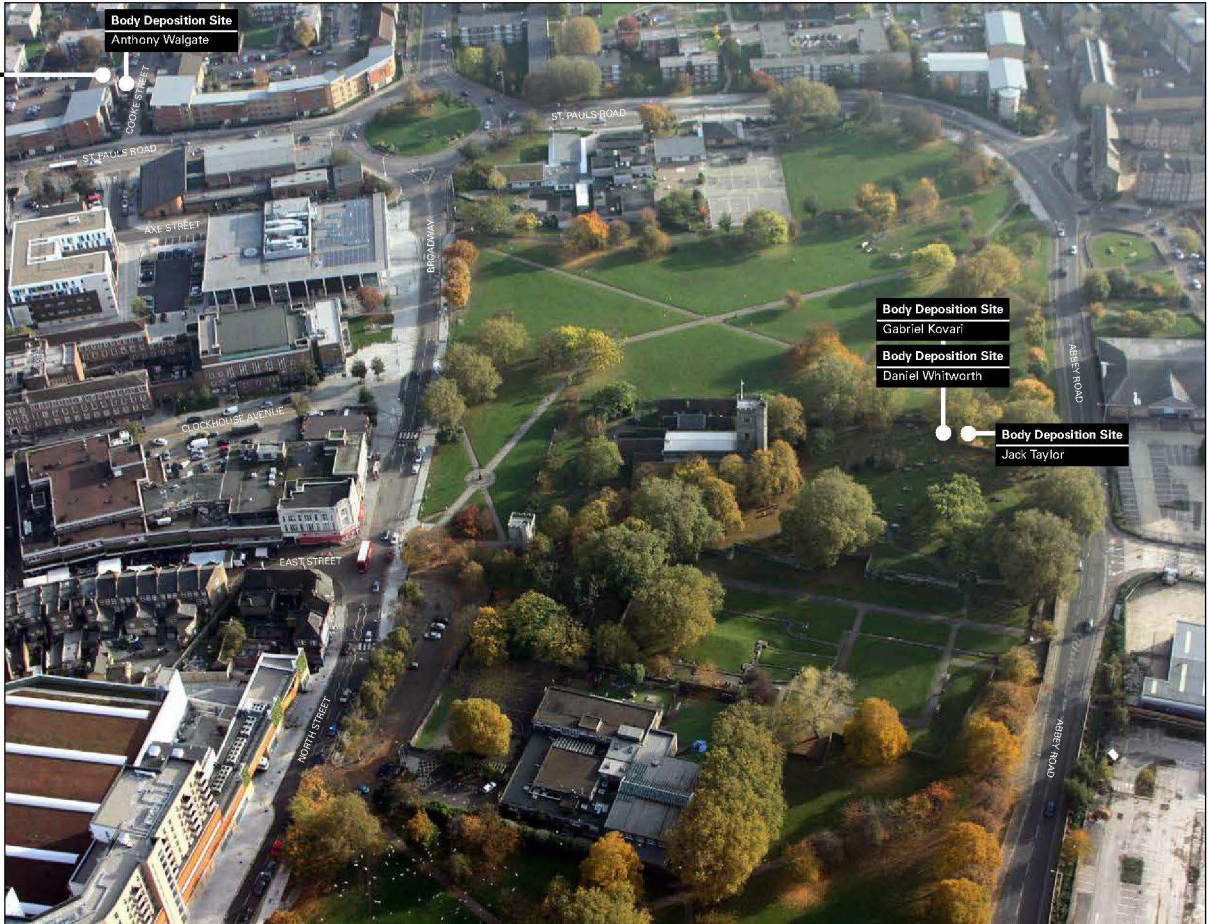 Body Deposition Site
Anthony Walgate
COOKE STREET
ST. PAULS ROAD
ST. PAULS ROAD
AXE STREET
BROADWAY
Body Deposition Site
Gabriel Kovari
Body Deposition Site
Daniel Whitworth
ABBEY ROAD
CLOCKHOUSE AVENUE
Body Deposition Site
Jack Taylor
EAST STREET
NORTH STREET
ABBEY ROAD